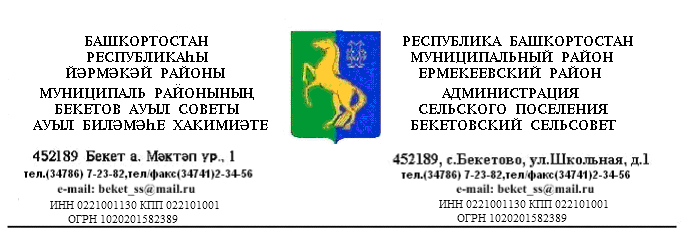 БАШКОРТОСТАН
РЕСПУБЛИКАҺЫ
ЙӘРМӘКӘЙ РАЙОНЫ
МУНИЦИПАЛЬ РАЙОНЫНЫҢ
БЕКЕТОВ АУЫЛ СОВЕТЫ
АУЫЛ БИЛӘМӘҺЕ ХАКИМИӘТЕ
452189 Бекет а. Мәктәп ур., 1
тел.(34786) 7-23-82,тел/факс(34741)2-34-56
e-mail: beket_ss@mail.ru
ИНН 0221001130 КПП 022101001
ОГРН 1020201582389
РЕСПУБЛИКА БАШКОРТОСТАН
МУНИЦИПАЛЬНЫЙ РАЙОН
ЕРМЕКЕЕВСКИЙ РАЙОН
АДМИНИСТРАЦИЯ
СЕЛЬСКОГО ПОСЕЛЕНИЯ
БЕКЕТОВСКИЙ СЕЛЬСОВЕТ
452189, с.Бекетово, ул.Школьная, д.1
тел.(34786) 7-23-82,тел/факс(34741)2-34-56
e-mail: beket_ss@mail.ru
ИНН 0221001130 КПП 022101001
ОГРН 1020201582389